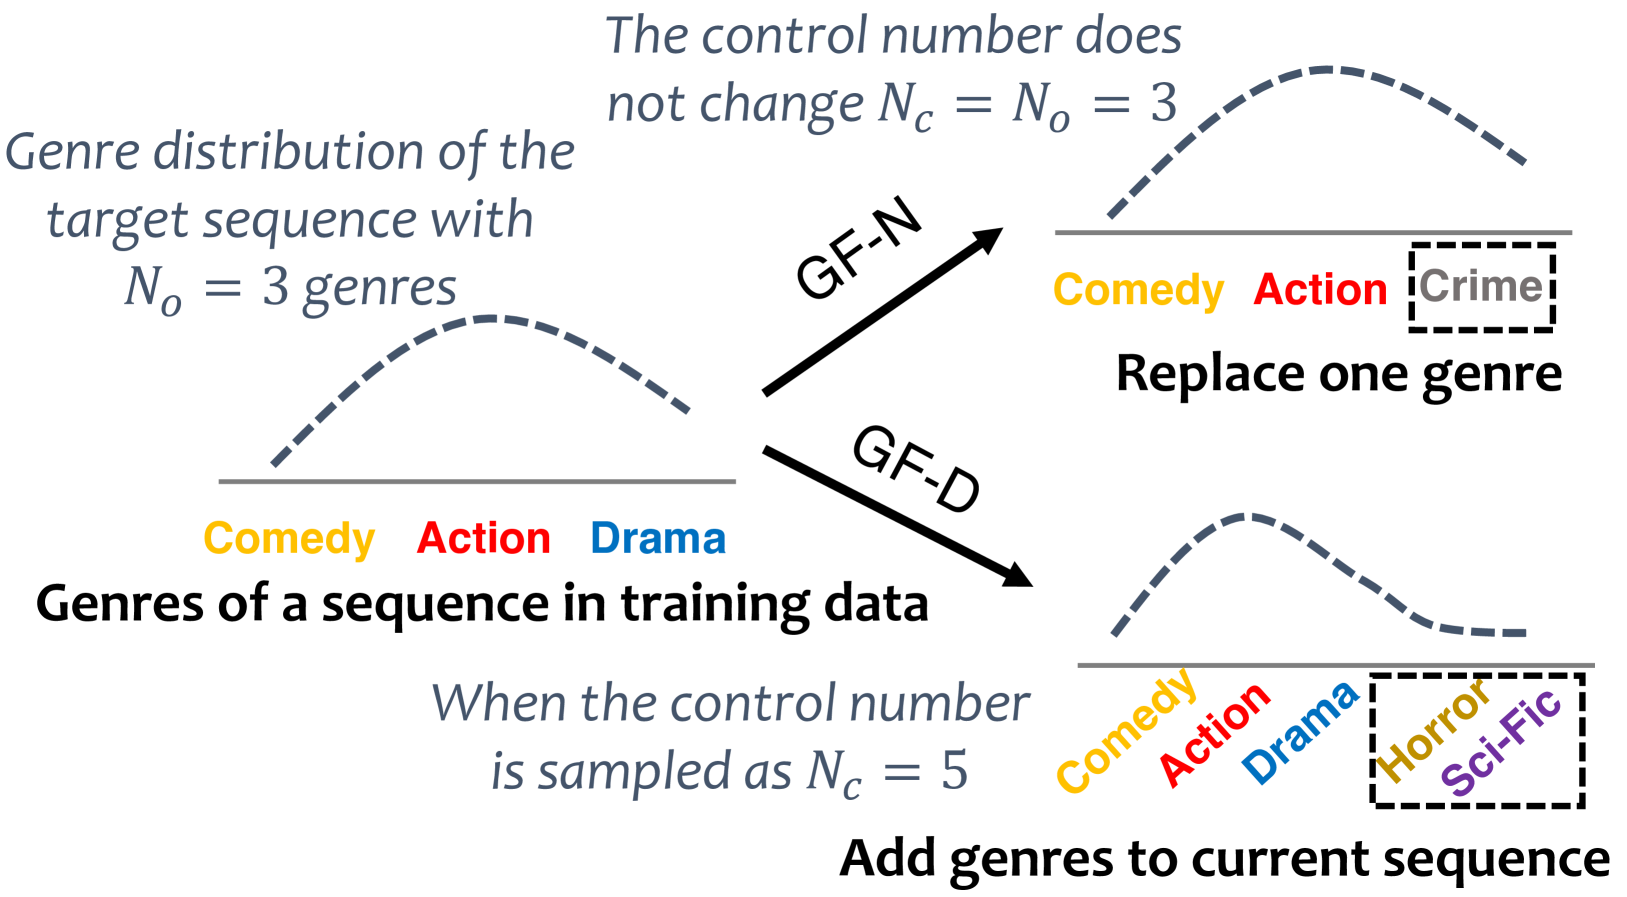 The control number does
not change N_c = N_o = 3
Genre distribution of the
target sequence with
N_o = 3 genres
GF-N
Comedy Action Crime
Replace one genre
GF-D
Comedy Action Drama
Genres of a sequence in training data
When the control number
is sampled as N_c = 5
Comedy Action Drama Horror Sci-Fic
Add genres to current sequence